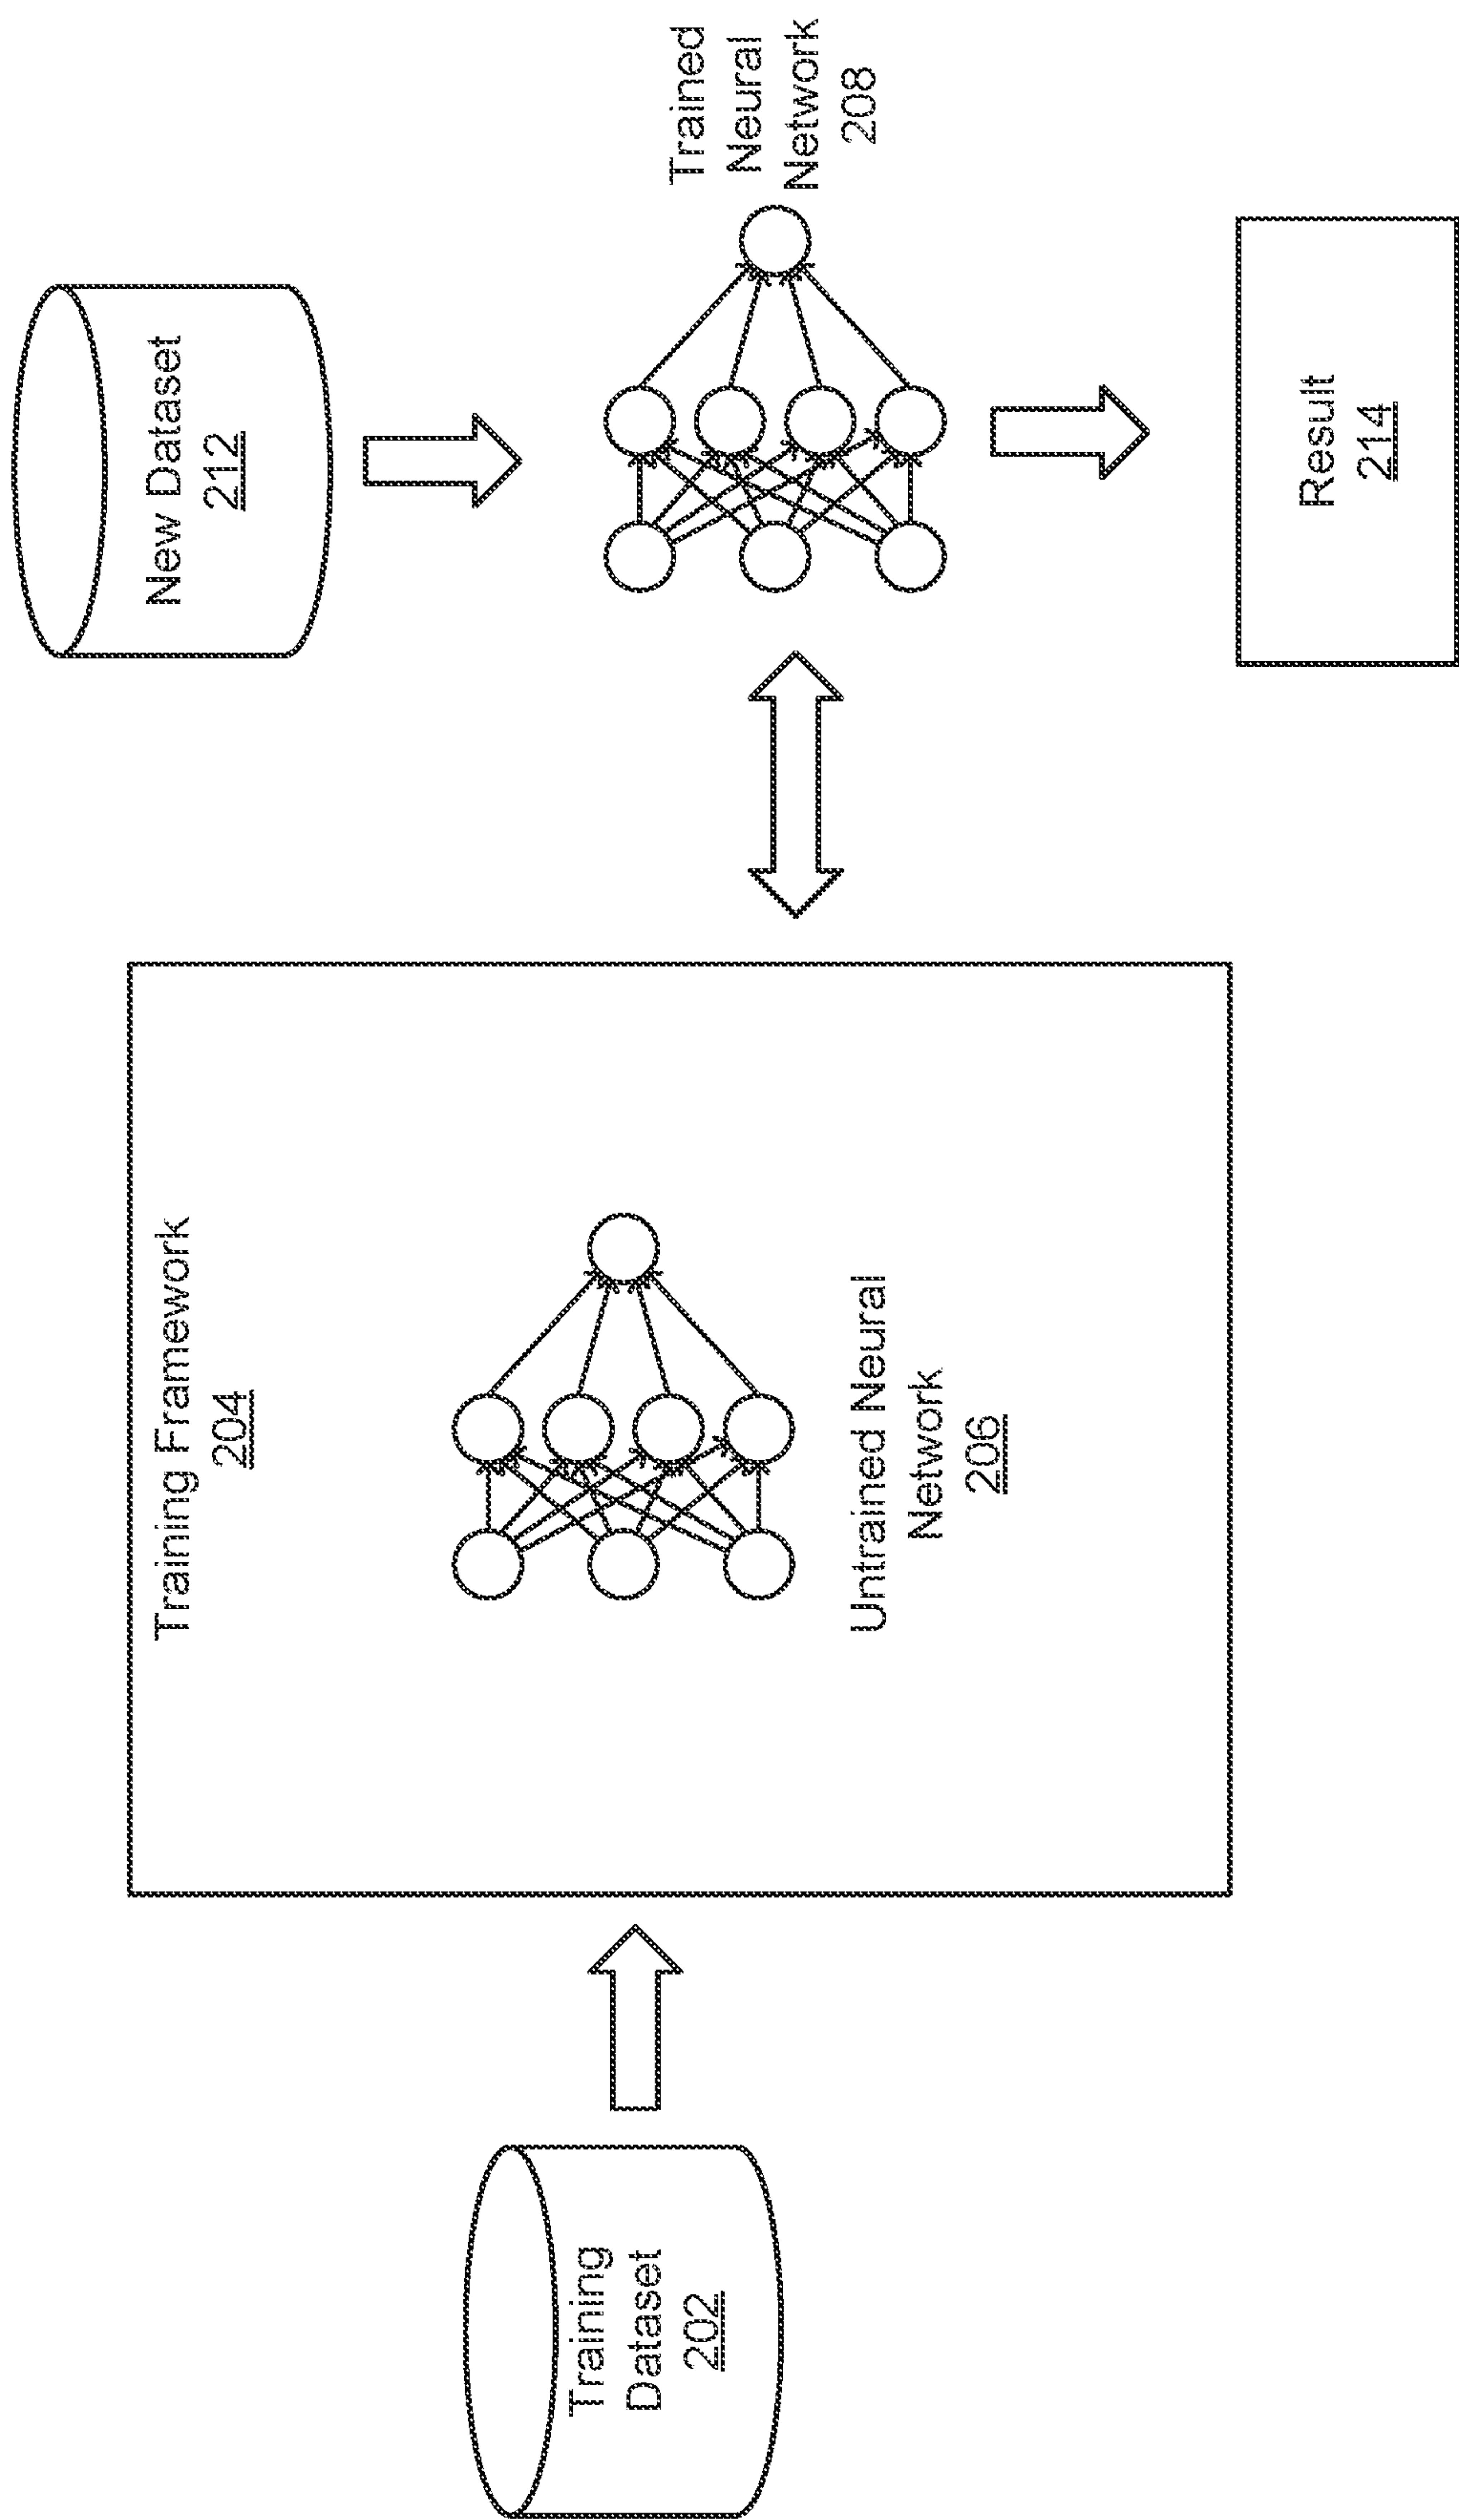 Training
Dataset
202
Training Framework
204
Untrained Neural
Network
206
New Dataset
212
Trained
Neural
Network
208
Result
214